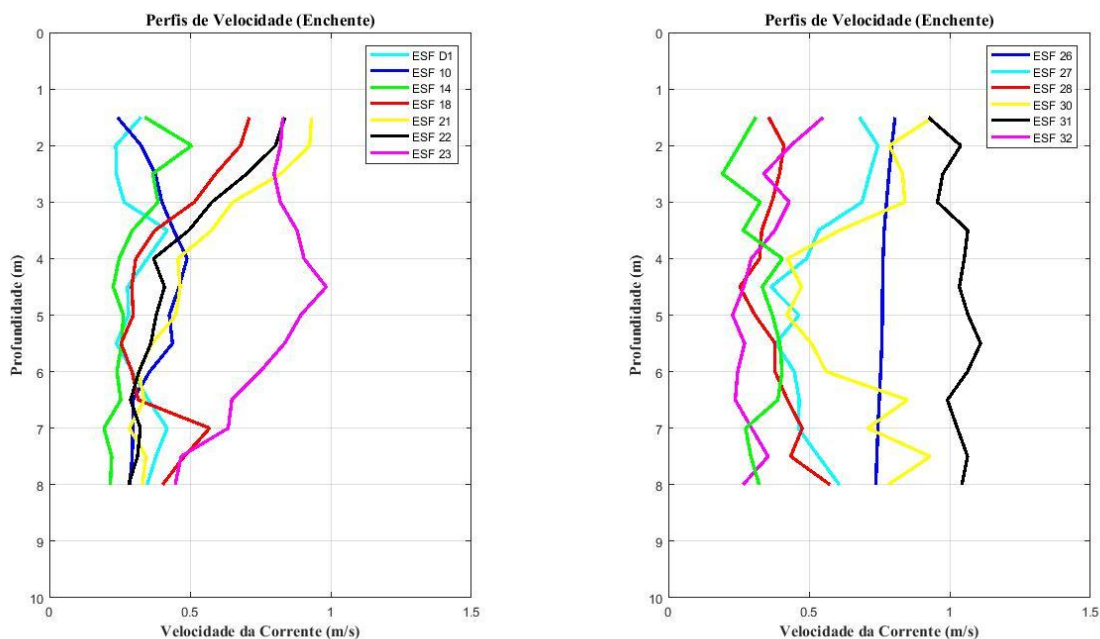 Perfis de Velocidade (Enchente)
0
1
2
3
4
5
6
7
8
9
10
Profundidade (m)
ESF D1
ESF 10
ESF 14
ESF 18
ESF 21
ESF 22
ESF 23
0
0.5
1
1.5
Velocidade da Corrente (m/s)
Perfis de Velocidade (Enchente)
0
1
2
3
4
5
6
7
8
9
10
Profundidade (m)
ESF 26
ESF 27
ESF 28
ESF 30
ESF 31
ESF 32
0
0.5
1
1.5
Velocidade da Corrente (m/s)